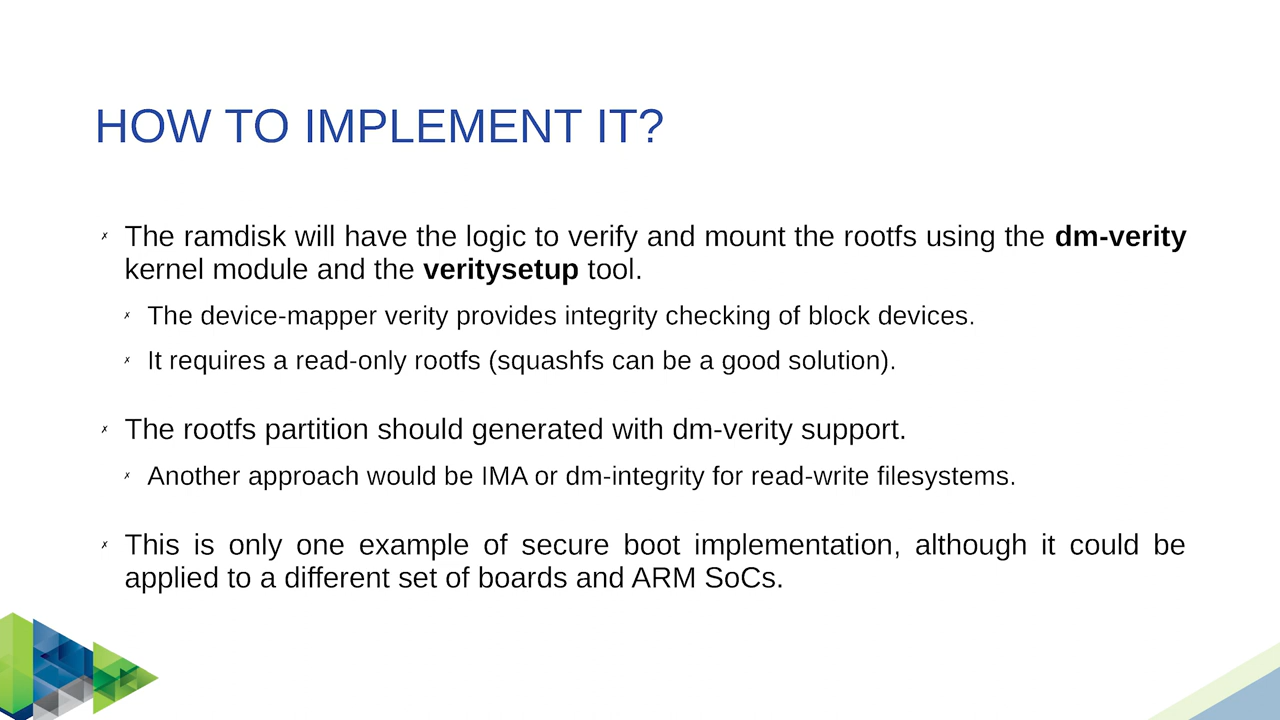 HOW TO IMPLEMENT IT?
✗ The ramdisk will have the logic to verify and mount the rootfs using the dm-verity
kernel module and the veritysetup tool.
✗ The device-mapper verity provides integrity checking of block devices.
✗ It requires a read-only rootfs (squashfs can be a good solution).
✗ The rootfs partition should generated with dm-verity support.
✗ Another approach would be IMA or dm-integrity for read-write filesystems.
✗ This is only one example of secure boot implementation, although it could be
applied to a different set of boards and ARM SoCs.